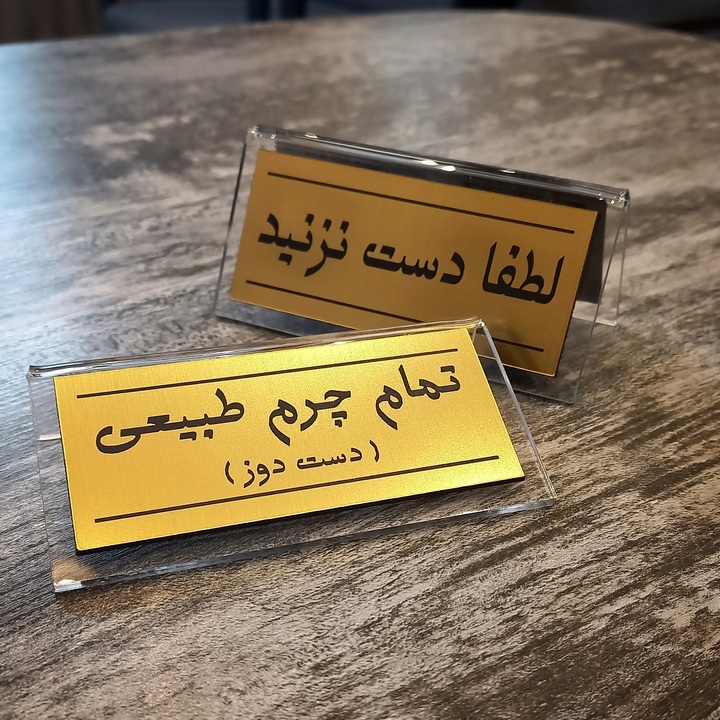 لطفا دست نزنید
تمام چرم طبیعی
(دست دوز)